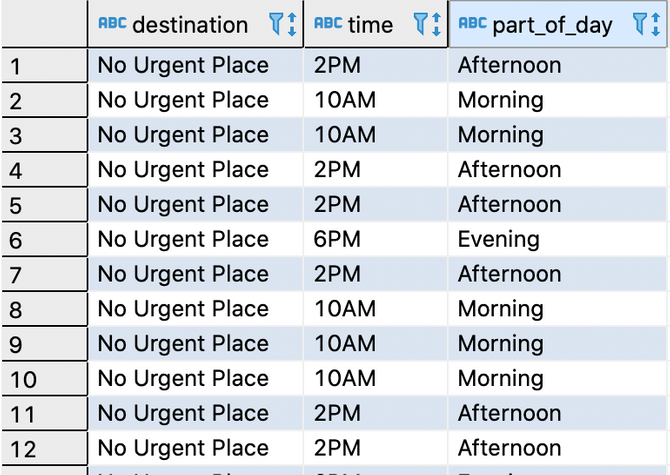 ABC destination ABC time ABC part_of_day
1 No Urgent Place 2PM Afternoon
2 No Urgent Place 10AM Morning
3 No Urgent Place 10AM Morning
4 No Urgent Place 2PM Afternoon
5 No Urgent Place 2PM Afternoon
6 No Urgent Place 6PM Evening
7 No Urgent Place 2PM Afternoon
8 No Urgent Place 10AM Morning
9 No Urgent Place 10AM Morning
10 No Urgent Place 10AM Morning
11 No Urgent Place 2PM Afternoon
12 No Urgent Place 2PM Afternoon